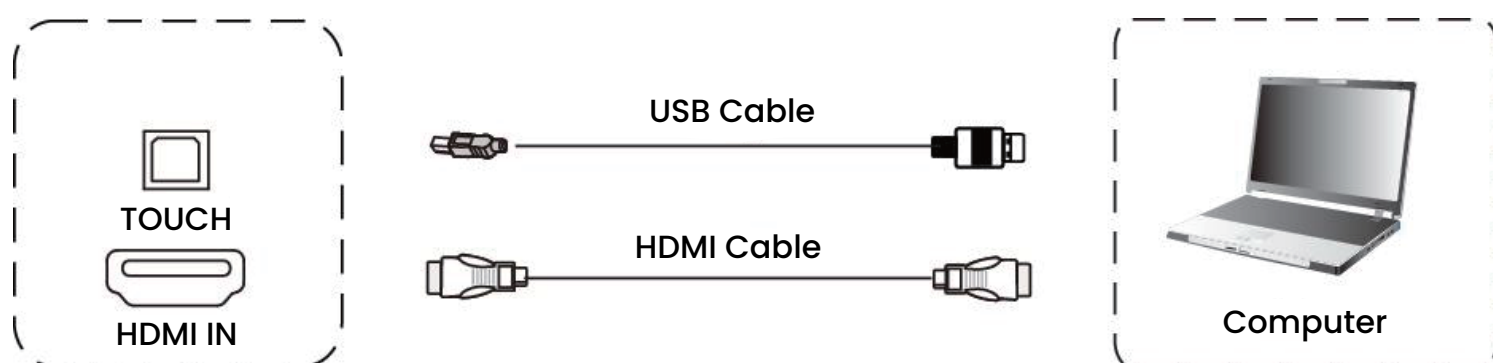 USB Cable
TOUCH
HDMI Cable
HDMI IN
Computer